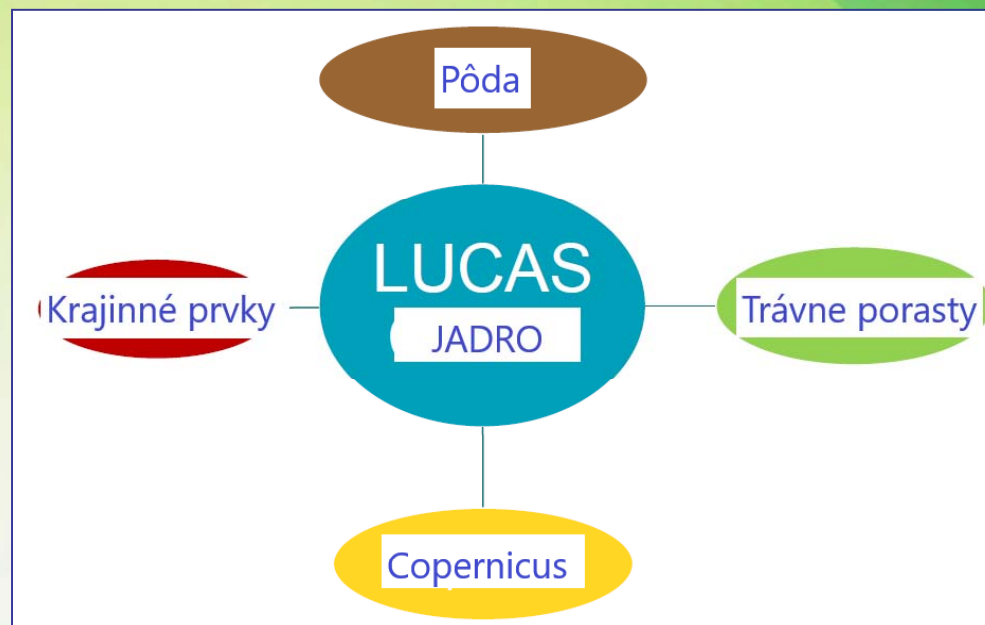 Pôda
LUCAS
JADRO
Krajinné prvky
Trávne porasty
Copernicus